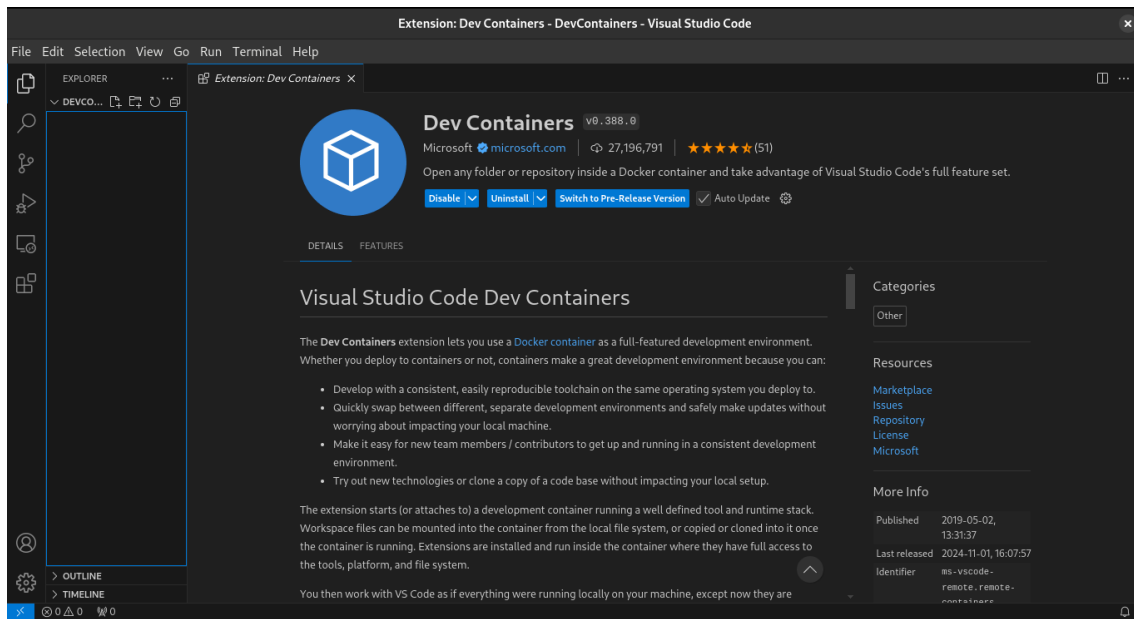 Extension: Dev Containers - DevContainers - Visual Studio Code
File Edit Selection View Go Run Terminal Help
EXPLORER
Extension: Dev Containers
DEVCO...
Dev Containers v0.388.0
Microsoft microsoft.com 27,196,791 (51)
Open any folder or repository inside a Docker container and take advantage of Visual Studio Code's full feature set.
Disable Uninstall Switch to Pre-Release Version Auto Update
DETAILS FEATURES
Visual Studio Code Dev Containers
The Dev Containers extension lets you use a Docker container as a full-featured development environment.
Whether you deploy to containers or not, containers make a great development environment because you can:
• Develop with a consistent, easily reproducible toolchain on the same operating system you deploy to.
• Quickly swap between different, separate development environments and safely make updates without
worrying about impacting your local machine.
• Make it easy for new team members / contributors to get up and running in a consistent development
environment.
• Try out new technologies or clone a copy of a code base without impacting your local setup.
The extension starts (or attaches to) a development container running a well defined tool and runtime stack.
Workspace files can be mounted into the container from the local file system, or copied or cloned into it once
the container is running. Extensions are installed and run inside the container where they have full access to
the tools, platform, and file system.
You then work with VS Code as if everything were running locally on your machine, except now they are
Categories
Other
Resources
Marketplace
Issues
Repository
License
Microsoft
More Info
Published 2019-05-02,
13:31:37
Last released 2024-11-01, 16:07:57
Identifier ms-vscode-
remote.remote-
containers
OUTLINE
TIMELINE
0 0 0